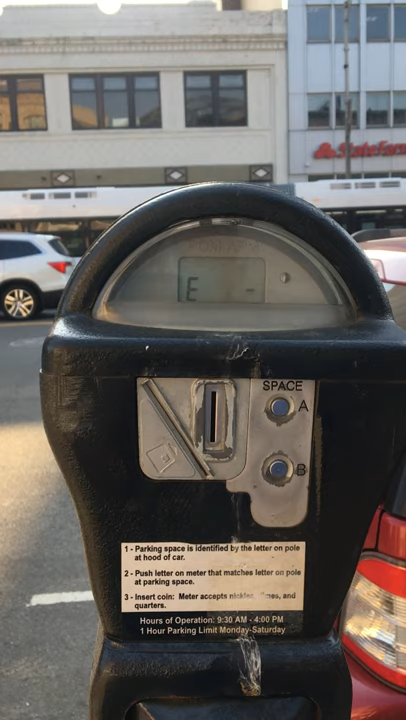 State Farm
E -
SPACE
A
B
1 - Parking space is identified by the letter on pole
at hood of car.
2 - Push letter on meter that matches letter on pole
at parking space.
3 - Insert coin: Meter accepts and
quarters.
Hours of Operation: 9:30 AM - 4:00 PM
1 Hour Parking Limit Monday-Saturday